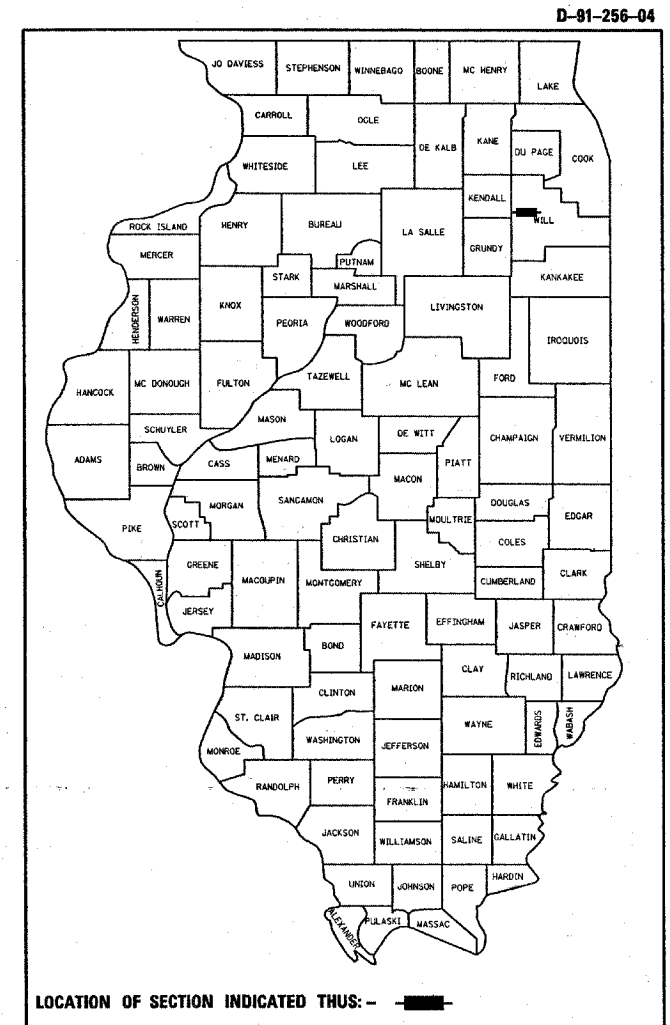 D-91-256-04
JO DAVIESS
STEPHENSON
WINNEBAGO
BOONE
MC HENRY
LAKE
CARROLL
OGLE
DE KALB
KANE
DU PAGE
COOK
WHITESIDE
LEE
KENDALL
WILL
ROCK ISLAND
HENRY
BUREAU
LA SALLE
GRUNDY
MERCER
PUTNAM
STARK
MARSHALL
KANKAKEE
HENDERSON
WARREN
KNOX
PEORIA
WOODFORD
LIVINGSTON
IROQUOIS
HANCOCK
MC DONOUGH
FULTON
TAZEWELL
MC LEAN
FORD
SCHUYLER
MASON
LOGAN
DE WITT
CHAMPAIGN
VERMILION
ADAMS
BROWN
CASS
MENARD
PIATT
MACON
PIKE
SCOTT
MORGAN
SANGAMON
CHRISTIAN
MOULTRIE
DOUGLAS
EDGAR
COLES
CALHOUN
GREENE
MACOUPIN
MONTGOMERY
SHELBY
CUMBERLAND
CLARK
JERSEY
FAYETTE
EFFINGHAM
JASPER
CRAWFORD
MADISON
BOND
CLAY
RICHLAND
LAWRENCE
CLINTON
MARION
ST. CLAIR
WAYNE
EDWARDS
WABASH
MONROE
WASHINGTON
JEFFERSON
RANDOLPH
PERRY
HAMILTON
WHITE
FRANKLIN
JACKSON
WILLIAMSON
SALINE
GALLATIN
UNION
JOHNSON
POPE
HARDIN
ALEXANDER
PULASKI
MASSAC
LOCATION OF SECTION INDICATED THUS: -